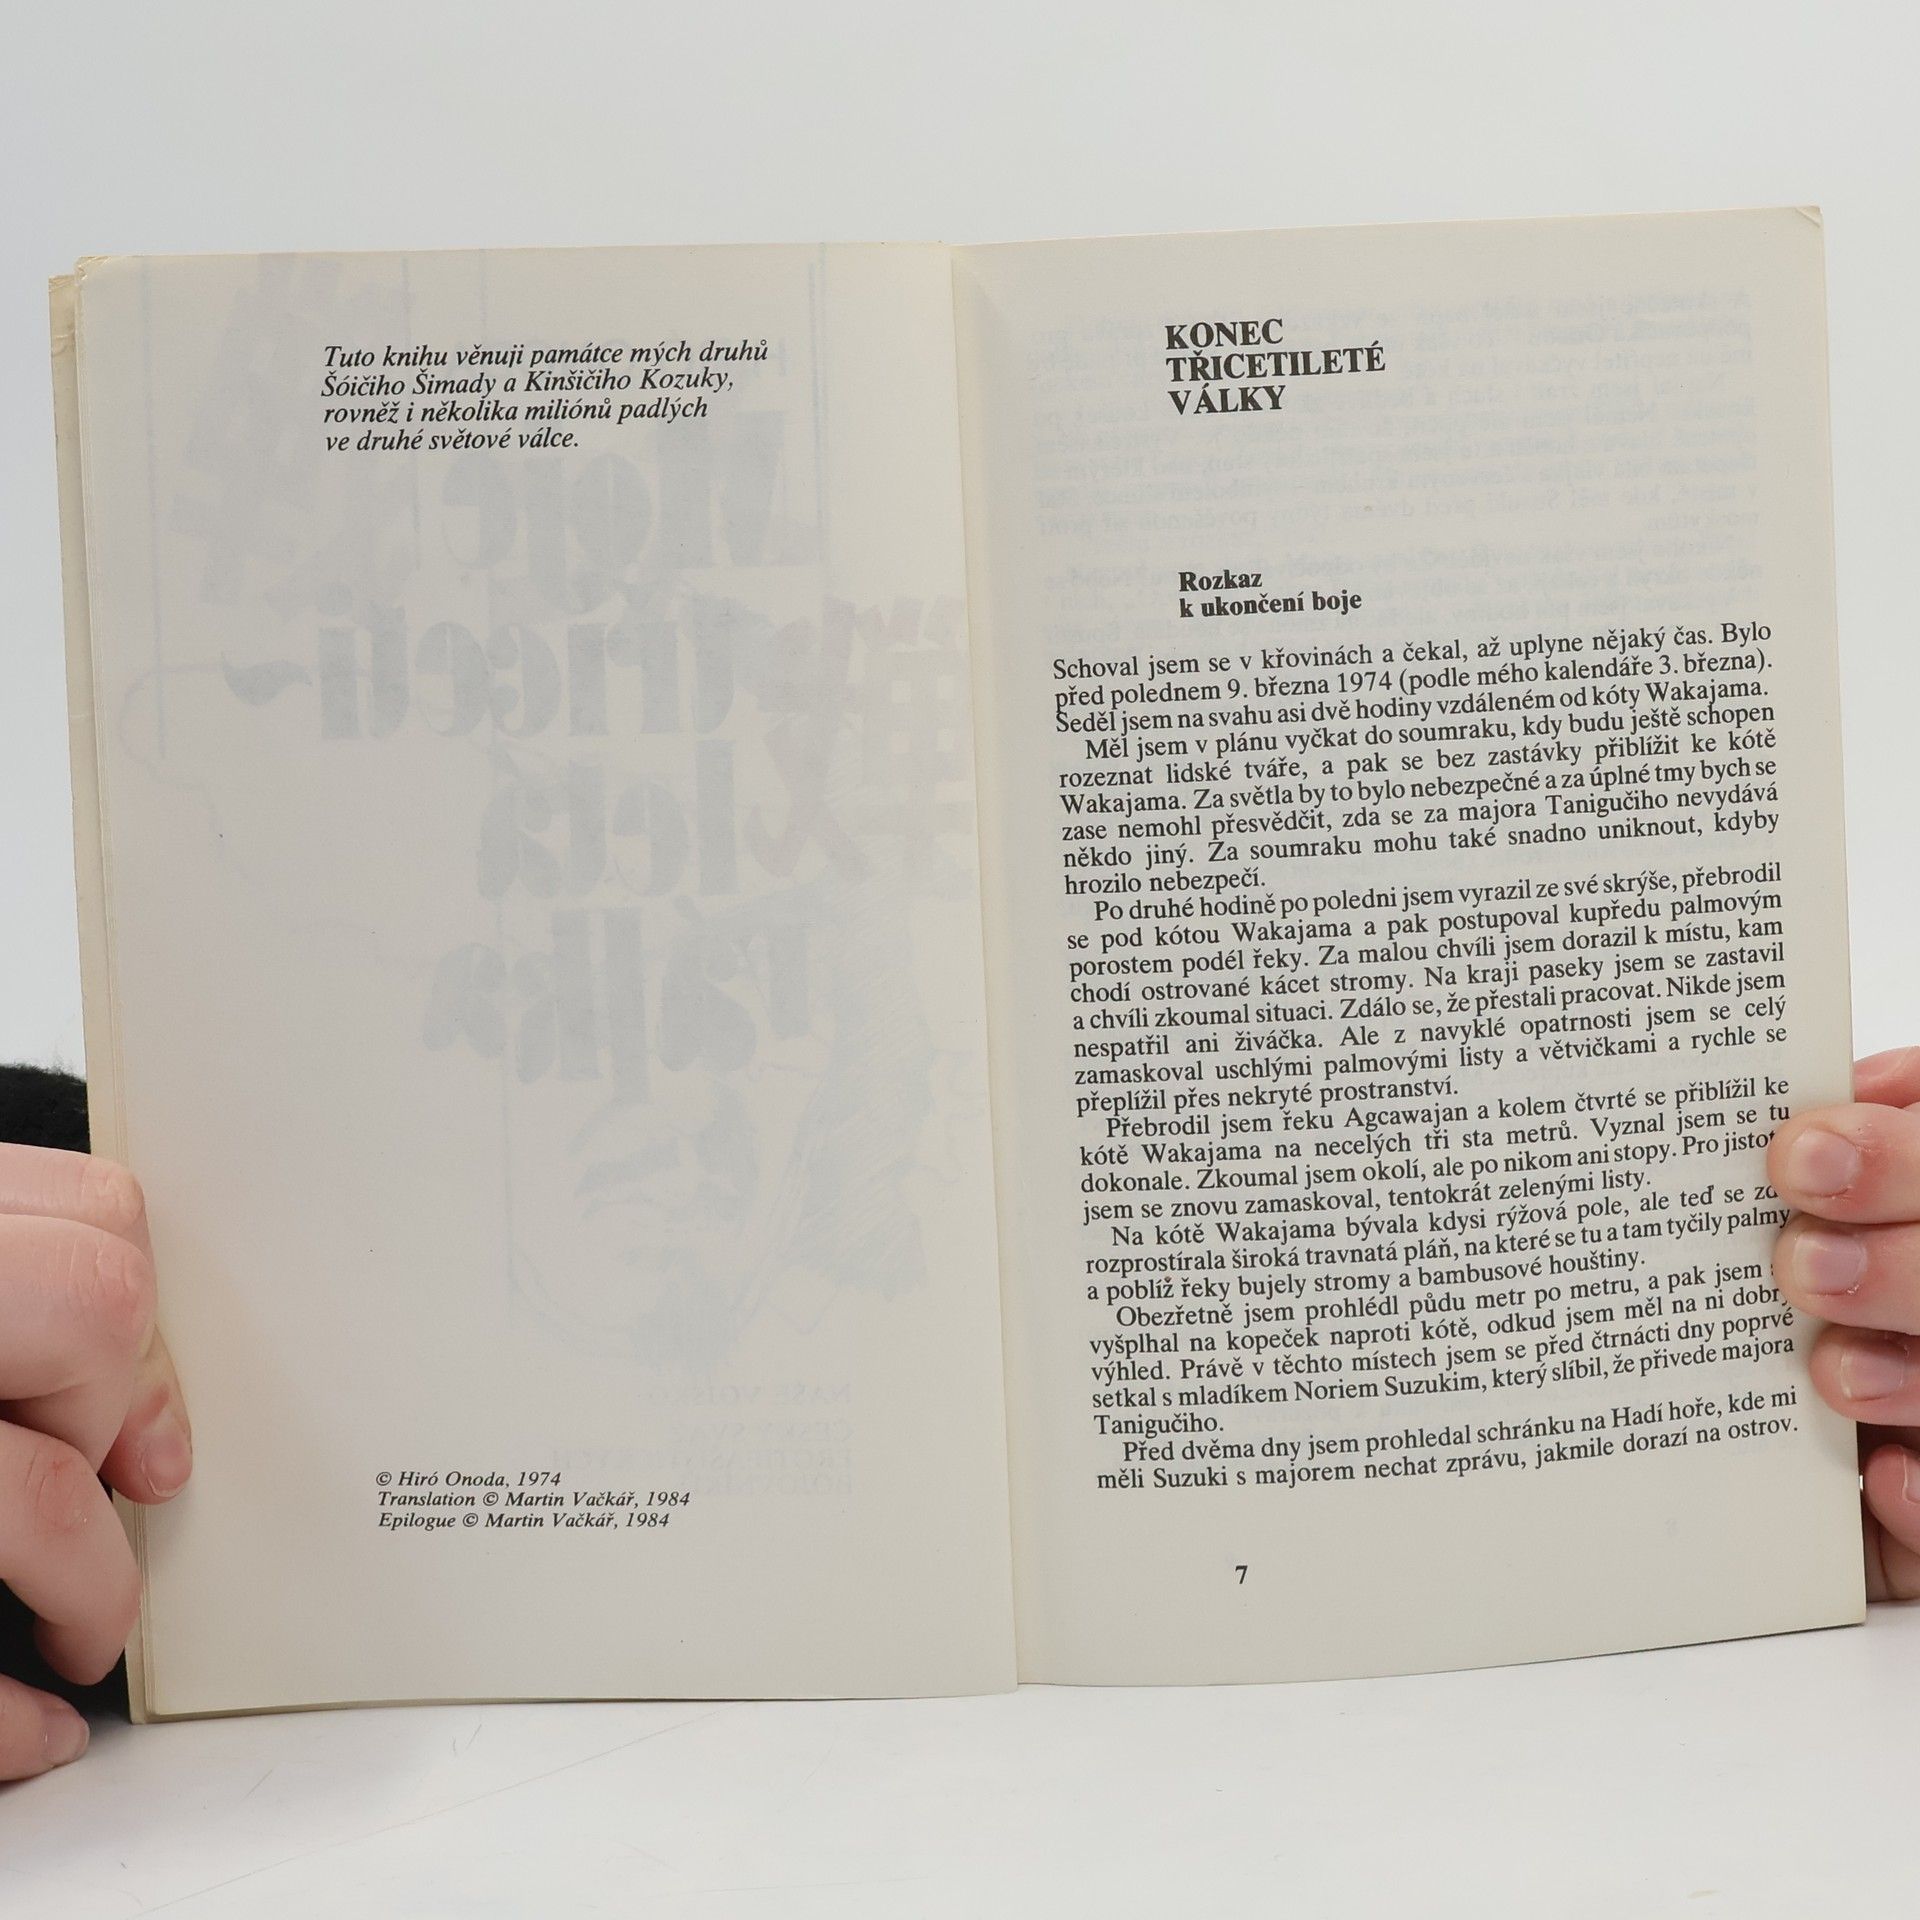 Tuto knihu věnuji památce mých druhů
Šóičiho Šimady a Kinšičiho Kozuky,
rovněž i několika miliónů padlých
ve druhé světové válce.
© Hiró Onoda, 1974
Translation © Martin Vačkář, 1984
Epilogue © Martin Vačkář, 1984
KONEC
TŘICETILETÉ
VÁLKY
Rozkaz
k ukončení boje
Schoval jsem se v křovinách a čekal, až uplyne nějaký čas. Bylo
před polednem 9. března 1974 (podle mého kalendáře 3. března).
Seděl jsem na svahu asi dvě hodiny vzdáleném od kóty Wakajama.
Měl jsem v plánu vyčkat do soumraku, kdy budu ještě schopen
rozeznat lidské tváře, a pak se bez zastávky přiblížit ke kótě
Wakajama. Za světla by to bylo nebezpečné a za úplné tmy bych se
zase nemohl přesvědčit, zda se za majora Tanigučiho nevydává
někdo jiný. Za soumraku mohu také snadno uniknout, kdyby
hrozilo nebezpečí.
Po druhé hodině po poledni jsem vyrazil ze své skrýše, přebrodil
se pod kótou Wakajama a pak postupoval kupředu palmovým
porostem podél řeky. Za malou chvíli jsem dorazil k místu, kam
chodí ostrované kácet stromy. Na kraji paseky jsem se zastavil
a chvíli zkoumal situaci. Zdálo se, že přestali pracovat. Nikde jsem
nespatřil ani živáčka. Ale z navyklé opatrnosti jsem se celý
zamaskoval uschlými palmovými listy a větvičkami a rychle se
přeplížil přes nekryté prostranství.
Přebrodil jsem řeku Agcawajan a kolem čtvrté se přiblížil ke
kótě Wakajama na necelých tři sta metrů. Vyznal jsem se tu
dokonale. Zkoumal jsem okolí, ale po nikom ani stopy. Pro
jsem se znovu zamaskoval, tentokrát zelenými listy.
Na kótě Wakajama bývala kdysi rýžová pole, ale teď se
rozprostírala široká travnatá pláň, na které se tu a tam tyčily palmy
a poblíž řeky bujely stromy a bambusové houštiny.
Obezřetně jsem prohlédl půdu metr po metru, a pak jsem
vyšplhal na kopeček naproti kótě, odkud jsem měl na ni
výhled. Právě v těchto místech jsem se před čtrnácti dny poprvé
setkal s mladíkem Noriem Suzukim, který slíbil, že přivede majora
Tanigučiho.
Před dvěma dny jsem prohledal schránku na Hadí hoře, kde mi
měli Suzuki s majorem nechat zprávu, jakmile dorazí na ostrov.
7